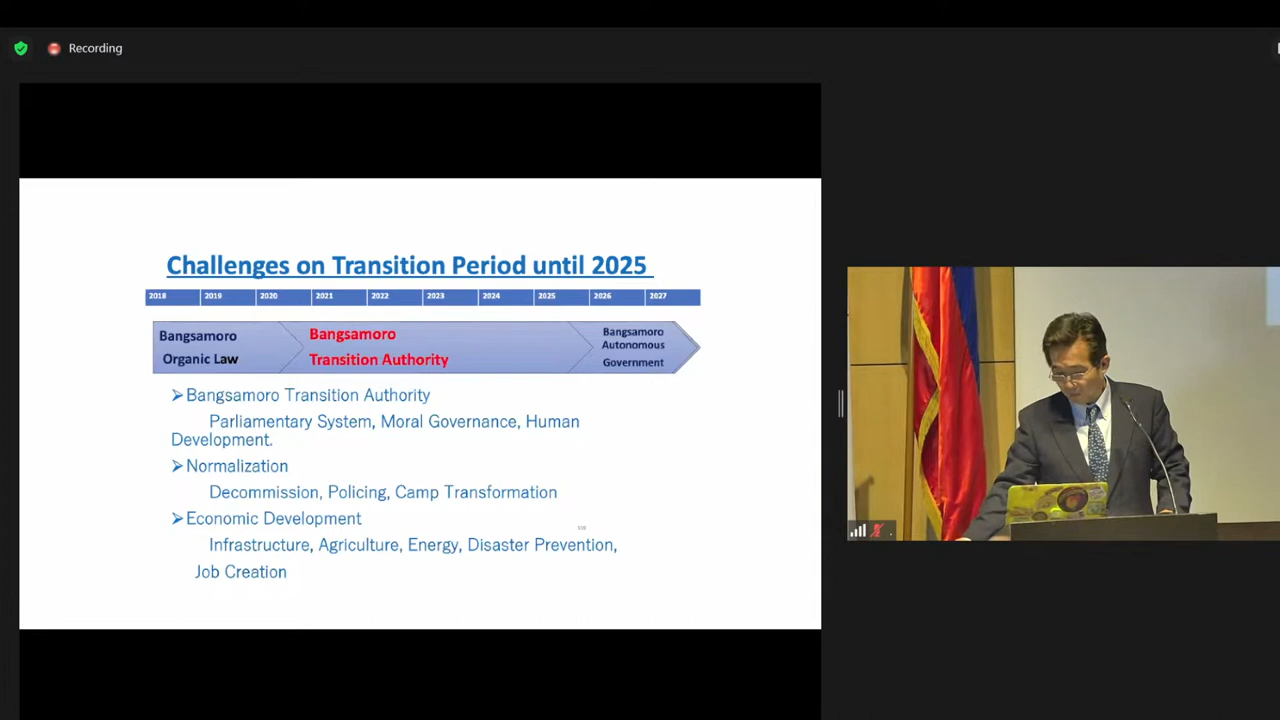 Recording
Challenges on Transition Period until 2025
2018 2019 2020 2021 2022 2023 2024 2025 2026 2027
Bangsamoro
Organic Law
Bangsamoro
Transition Authority
Bangsamoro
Autonomous
Government
➢Bangsamoro Transition Authority
Parliamentary System, Moral Governance, Human
Development.
➢Normalization
Decommission, Policing, Camp Transformation
➢Economic Development
Infrastructure, Agriculture, Energy, Disaster Prevention,
Job Creation